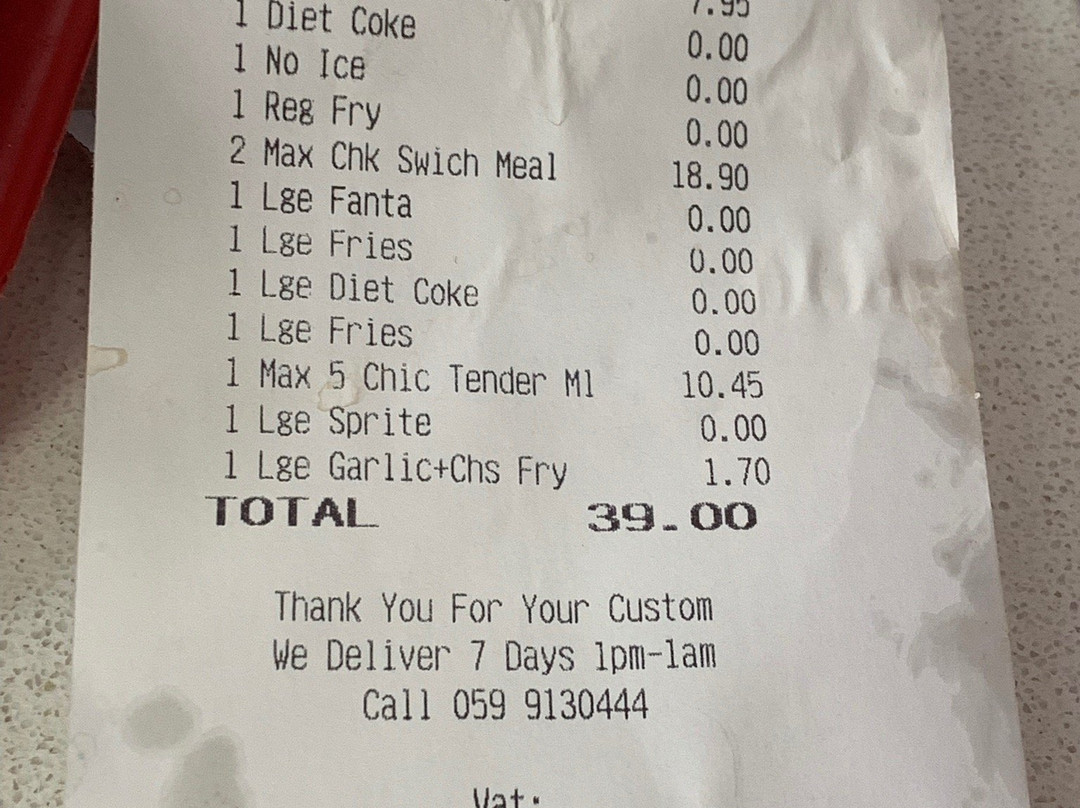 7.95
1 Diet Coke 0.00
1 No Ice 0.00
1 Reg Fry 0.00
2 Max Chk Swich Meal 18.90
1 Lge Fanta 0.00
1 Lge Fries 0.00
1 Lge Diet Coke 0.00
1 Lge Fries 0.00
1 Max 5 Chic Tender Ml 10.45
1 Lge Sprite 0.00
1 Lge Garlic+Chs Fry 1.70
TOTAL 39.00
Thank You For Your Custom
We Deliver 7 Days 1pm-1am
Call 059 9130444
Vat: